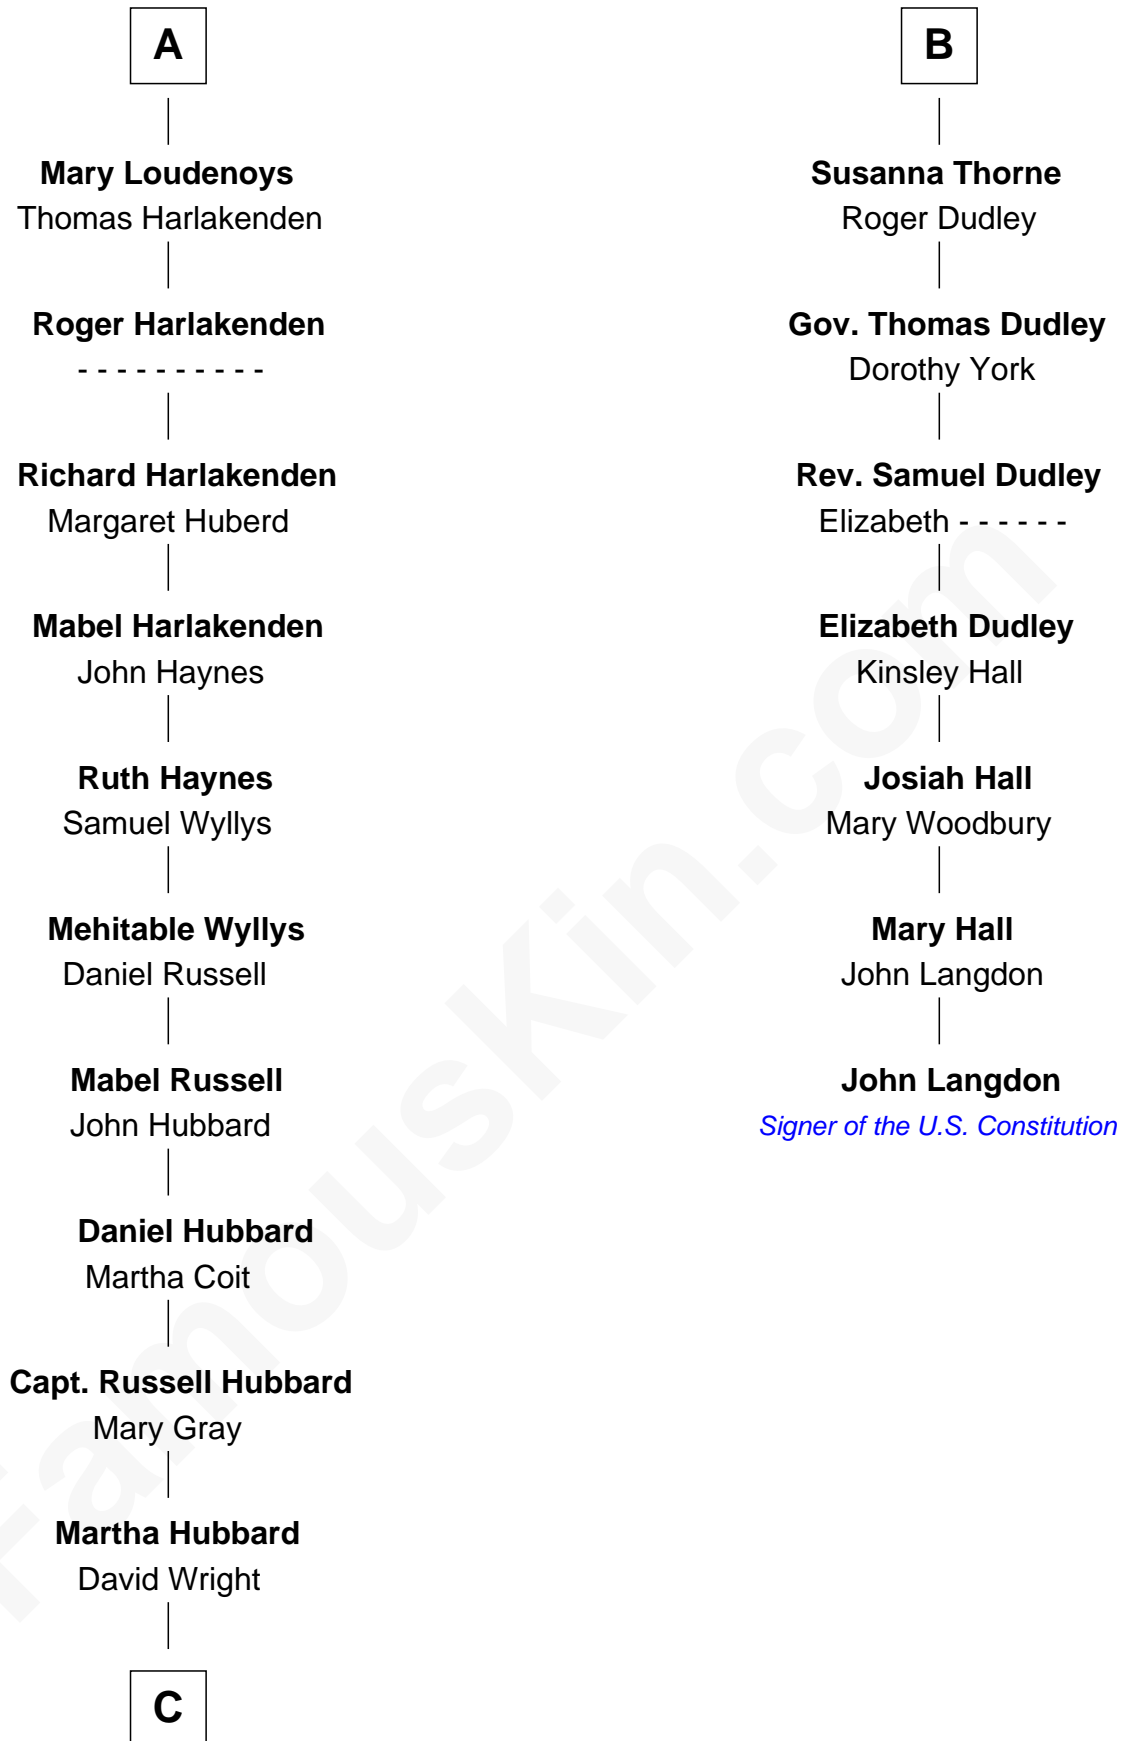 A
Mary Loudenoys
Thomas Harlakenden
Roger Harlakenden
- - - - - - - - - -
Richard Harlakenden
Margaret Huberd
Mabel Harlakenden
John Haynes
Ruth Haynes
Samuel Wyllys
Mehitable Wyllys
Daniel Russell
Mabel Russell
John Hubbard
Daniel Hubbard
Martha Coit
Capt. Russell Hubbard
Mary Gray
Martha Hubbard
David Wright
C
B
Susanna Thorne
Roger Dudley
Gov. Thomas Dudley
Dorothy York
Rev. Samuel Dudley
Elizabeth - - - - - -
Elizabeth Dudley
Kinsley Hall
Josiah Hall
Mary Woodbury
Mary Hall
John Langdon
John Langdon
Signer of the U.S. Constitution
FamousKin.com